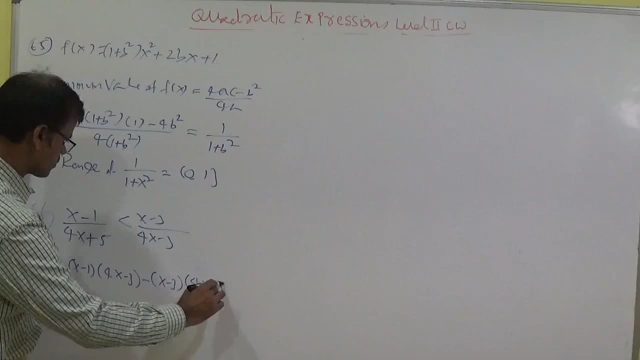 Quadratic Expressions Level II CW
65) f(x) = (1+b²)x² + 2bx + 1
Minimum Value of f(x) = 4ac-b² / 4a
(1+b²)(1) - 4b² / 4(1+b²) = 1 / 1+b²
Range of 1 / 1+x² = (0 1]
x-1 / 4x+5 < x-3 / 4x-3
(x-1)(4x-3) - (x-3)(